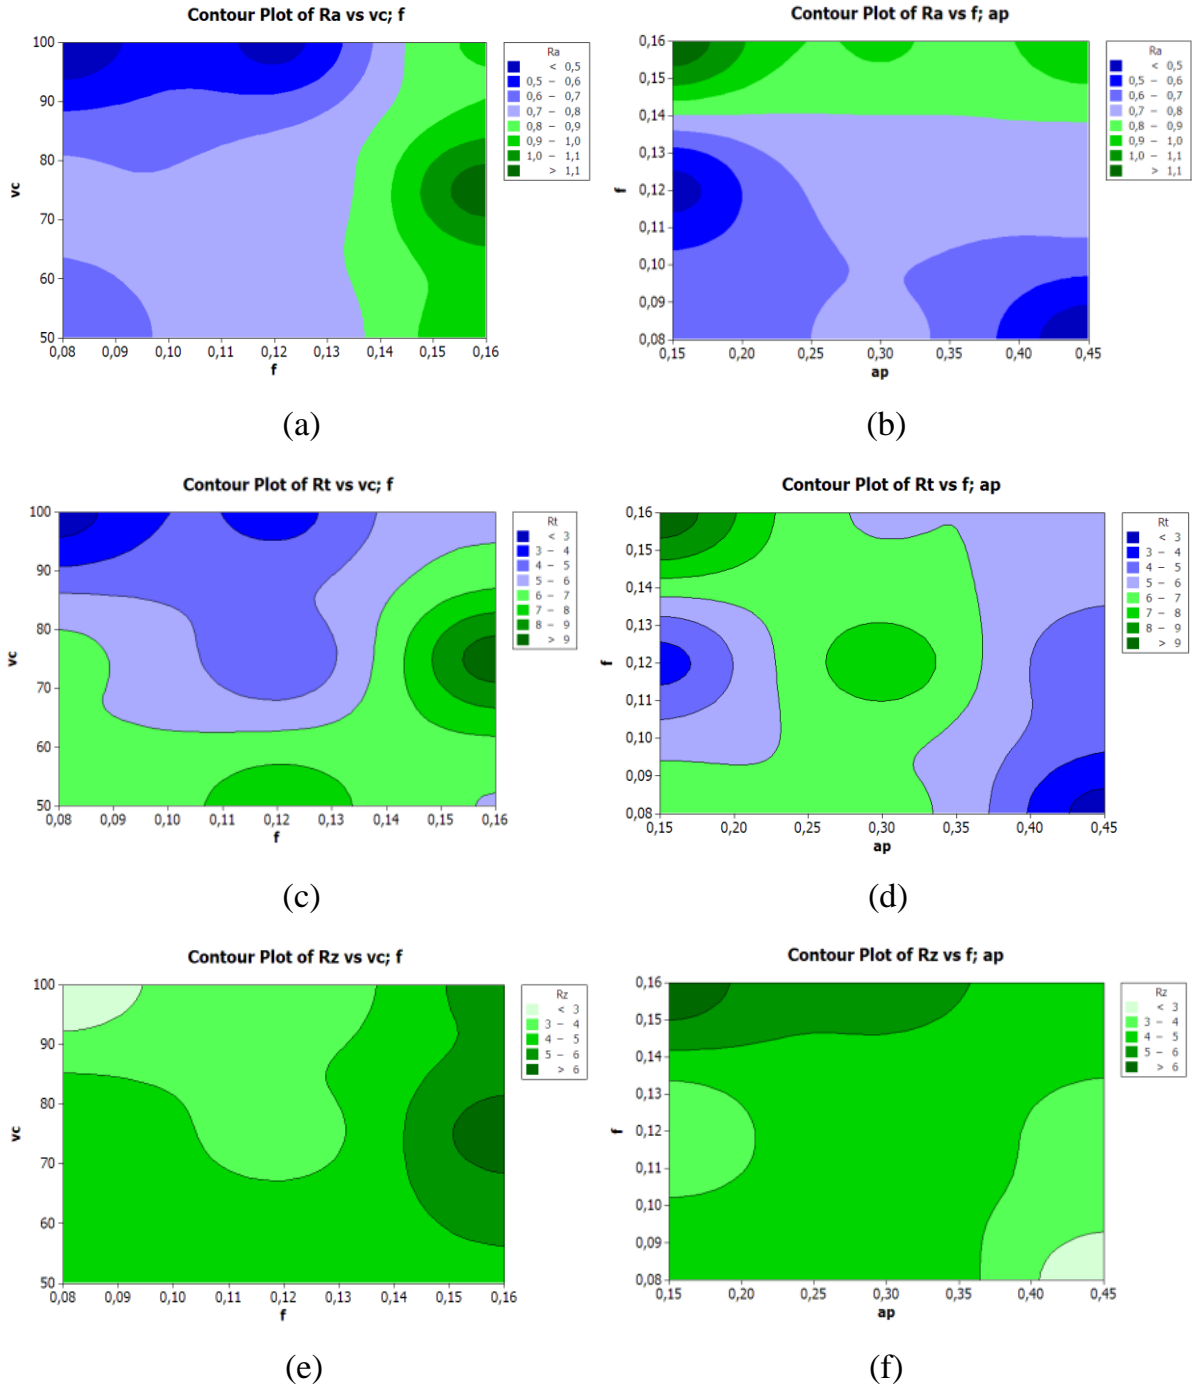 Contour Plot of Ra vs vc; f
100
90
80
70
60
50
vc
0,08 0,09 0,10 0,11 0,12 0,13 0,14 0,15 0,16
f
Ra
< 0,5
0,5 – 0,6
0,6 – 0,7
0,7 – 0,8
0,8 – 0,9
0,9 – 1,0
1,0 – 1,1
> 1,1
(a)
Contour Plot of Ra vs f; ap
0,16
0,15
0,14
0,13
0,12
0,11
0,10
0,09
0,08
f
0,15 0,20 0,25 0,30 0,35 0,40 0,45
ap
Ra
< 0,5
0,5 – 0,6
0,6 – 0,7
0,7 – 0,8
0,8 – 0,9
0,9 – 1,0
1,0 – 1,1
> 1,1
(b)
Contour Plot of Rt vs vc; f
100
90
80
70
60
50
vc
0,08 0,09 0,10 0,11 0,12 0,13 0,14 0,15 0,16
f
Rt
< 3
3 – 4
4 – 5
5 – 6
6 – 7
7 – 8
8 – 9
> 9
(c)
Contour Plot of Rt vs f; ap
0,16
0,15
0,14
0,13
0,12
0,11
0,10
0,09
0,08
f
0,15 0,20 0,25 0,30 0,35 0,40 0,45
ap
Rt
< 3
3 – 4
4 – 5
5 – 6
6 – 7
7 – 8
8 – 9
> 9
(d)
Contour Plot of Rz vs vc; f
100
90
80
70
60
50
vc
0,08 0,09 0,10 0,11 0,12 0,13 0,14 0,15 0,16
f
Rz
< 3
3 – 4
4 – 5
5 – 6
> 6
(e)
Contour Plot of Rz vs f; ap
0,16
0,15
0,14
0,13
0,12
0,11
0,10
0,09
0,08
f
0,15 0,20 0,25 0,30 0,35 0,40 0,45
ap
Rz
< 3
3 – 4
4 – 5
5 – 6
> 6
(f)